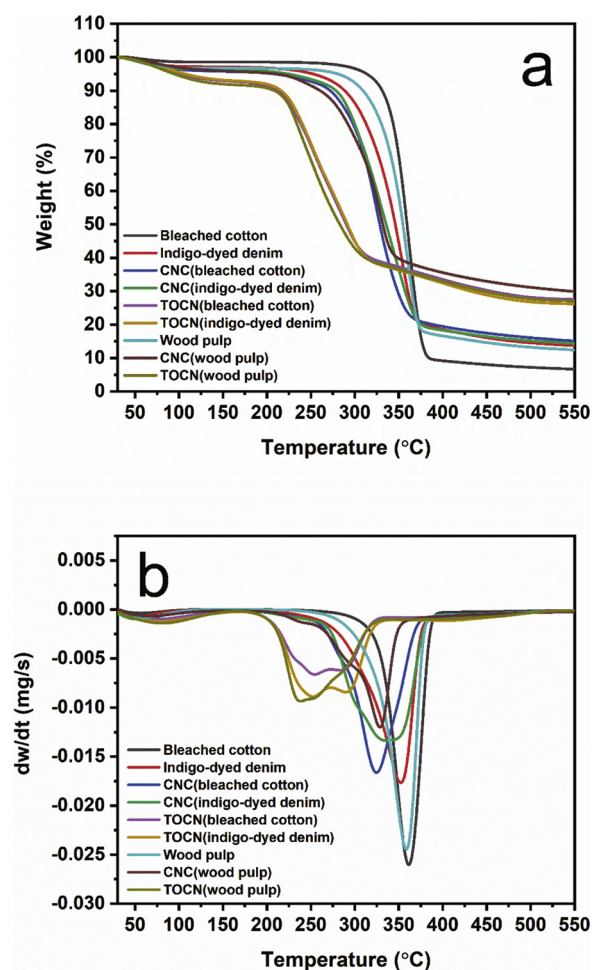 a
110
100
90
80
70
60
50
40
30
20
10
0
Weight (%)
Bleached cotton
Indigo-dyed denim
CNC(bleached cotton)
CNC(indigo-dyed denim)
TOCN(bleached cotton)
TOCN(indigo-dyed denim)
Wood pulp
CNC(wood pulp)
TOCN(wood pulp)
50 100 150 200 250 300 350 400 450 500 550
Temperature (°C)
b
0.005
0.000
-0.005
-0.010
-0.015
-0.020
-0.025
-0.030
dw/dt (mg/s)
Bleached cotton
Indigo-dyed denim
CNC(bleached cotton)
CNC(indigo-dyed denim)
TOCN(bleached cotton)
TOCN(indigo-dyed denim)
Wood pulp
CNC(wood pulp)
TOCN(wood pulp)
50 100 150 200 250 300 350 400 450 500 550
Temperature (°C)